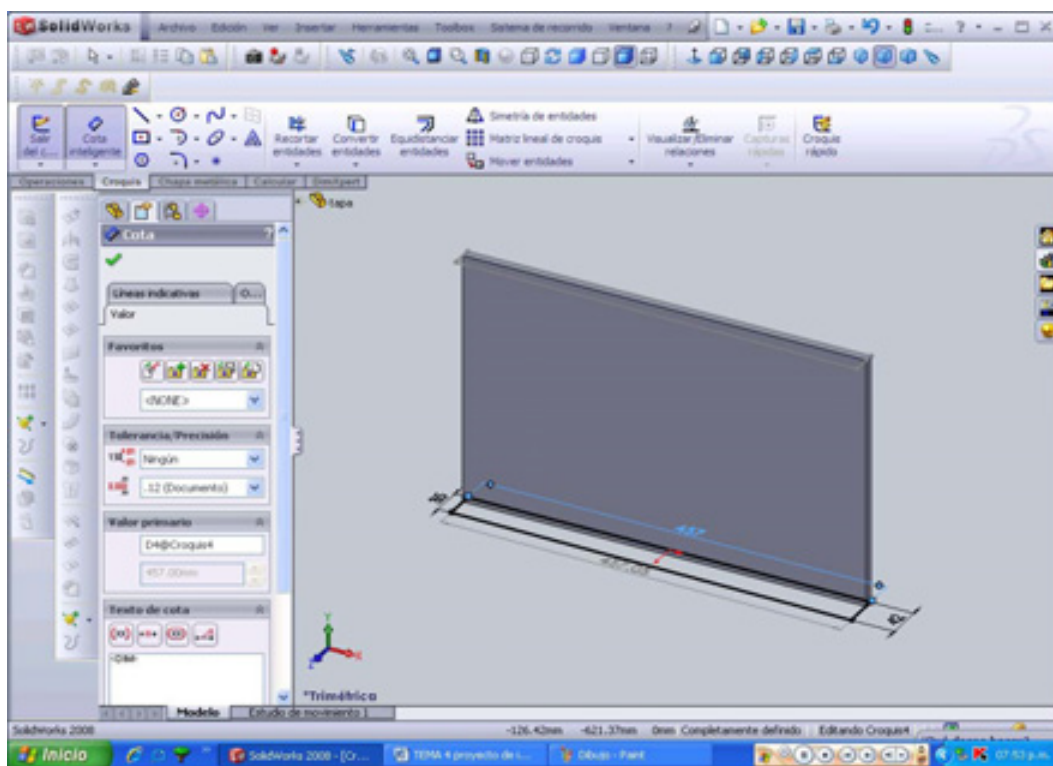 SolidWorks Archivo Edición Ver Insertar Herramientas Toolbox Sistema de recorrido Ventana ?
Salir del c...
Cota inteligente
Recortar entidades
Convertir entidades
Equidistanciar entidades
Simetría de entidades
Matriz lineal de croquis
Mover entidades
Visualizar/Eliminar relaciones
Capturas rápidas
Croquis rápido
Operaciones Croquis Chapa metálica Calcular DimXpert
tapa
Cota ?
Líneas indicativas O...
Valor
Favoritos
<NONE>
Tolerancia/Precisión
Ningún
.12 (Documento)
Valor primario
D4@Croquis4
457.00mm
Texto de cota
<DIM>
457
*Trimétrica
Modelo Estudio de movimiento 1
SolidWorks 2008 -126.42mm -621.37mm 0mm Completamente definido Editando Croquis4
Inicio SolidWorks 2008 - [Cr... TEMA 4 proyecto de i... Dibujo - Paint 07:53 p.m.